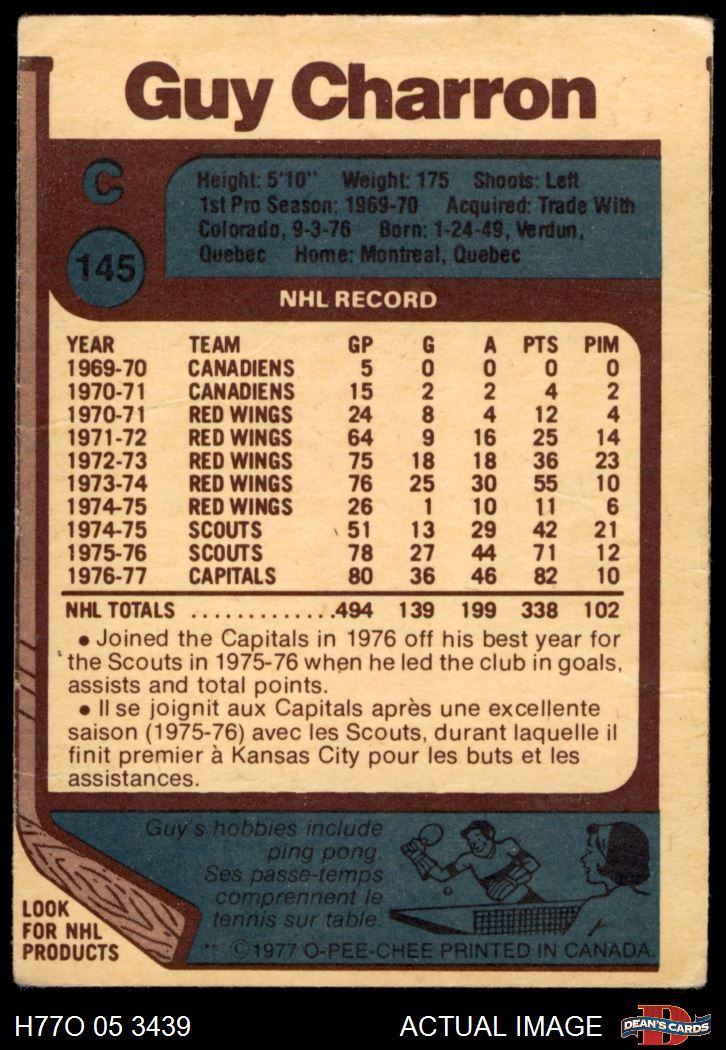 Guy Charron
C
145
Height: 5'10" Weight: 175 Shoots: Left
1st Pro Season: 1969-70 Acquired: Trade With
Colorado, 9-3-76 Born: 1-24-49, Verdun,
Quebec Home: Montreal, Quebec
NHL RECORD
YEAR TEAM GP G A PTS PIM
1969-70 CANADIENS 5 0 0 0 0
1970-71 CANADIENS 15 2 2 4 2
1970-71 RED WINGS 24 8 4 12 4
1971-72 RED WINGS 64 9 16 25 14
1972-73 RED WINGS 75 18 18 36 23
1973-74 RED WINGS 76 25 30 55 10
1974-75 RED WINGS 26 1 10 11 6
1974-75 SCOUTS 51 13 29 42 21
1975-76 SCOUTS 78 27 44 71 12
1976-77 CAPITALS 80 36 46 82 10
NHL TOTALS ..............494 139 199 338 102
● Joined the Capitals in 1976 off his best year for
the Scouts in 1975-76 when he led the club in goals,
assists and total points.
● Il se joignit aux Capitals après une excellente
saison (1975-76) avec les Scouts, durant laquelle il
finit premier à Kansas City pour les buts et les
assistances.
Guy's hobbies include
ping pong.
Ses passe-temps
comprennent le
tennis sur table.
LOOK
FOR NHL
PRODUCTS
** ©1977 O-PEE-CHEE PRINTED IN CANADA.
H77O 05 3439 ACTUAL IMAGE
D
DEAN'S CARDS